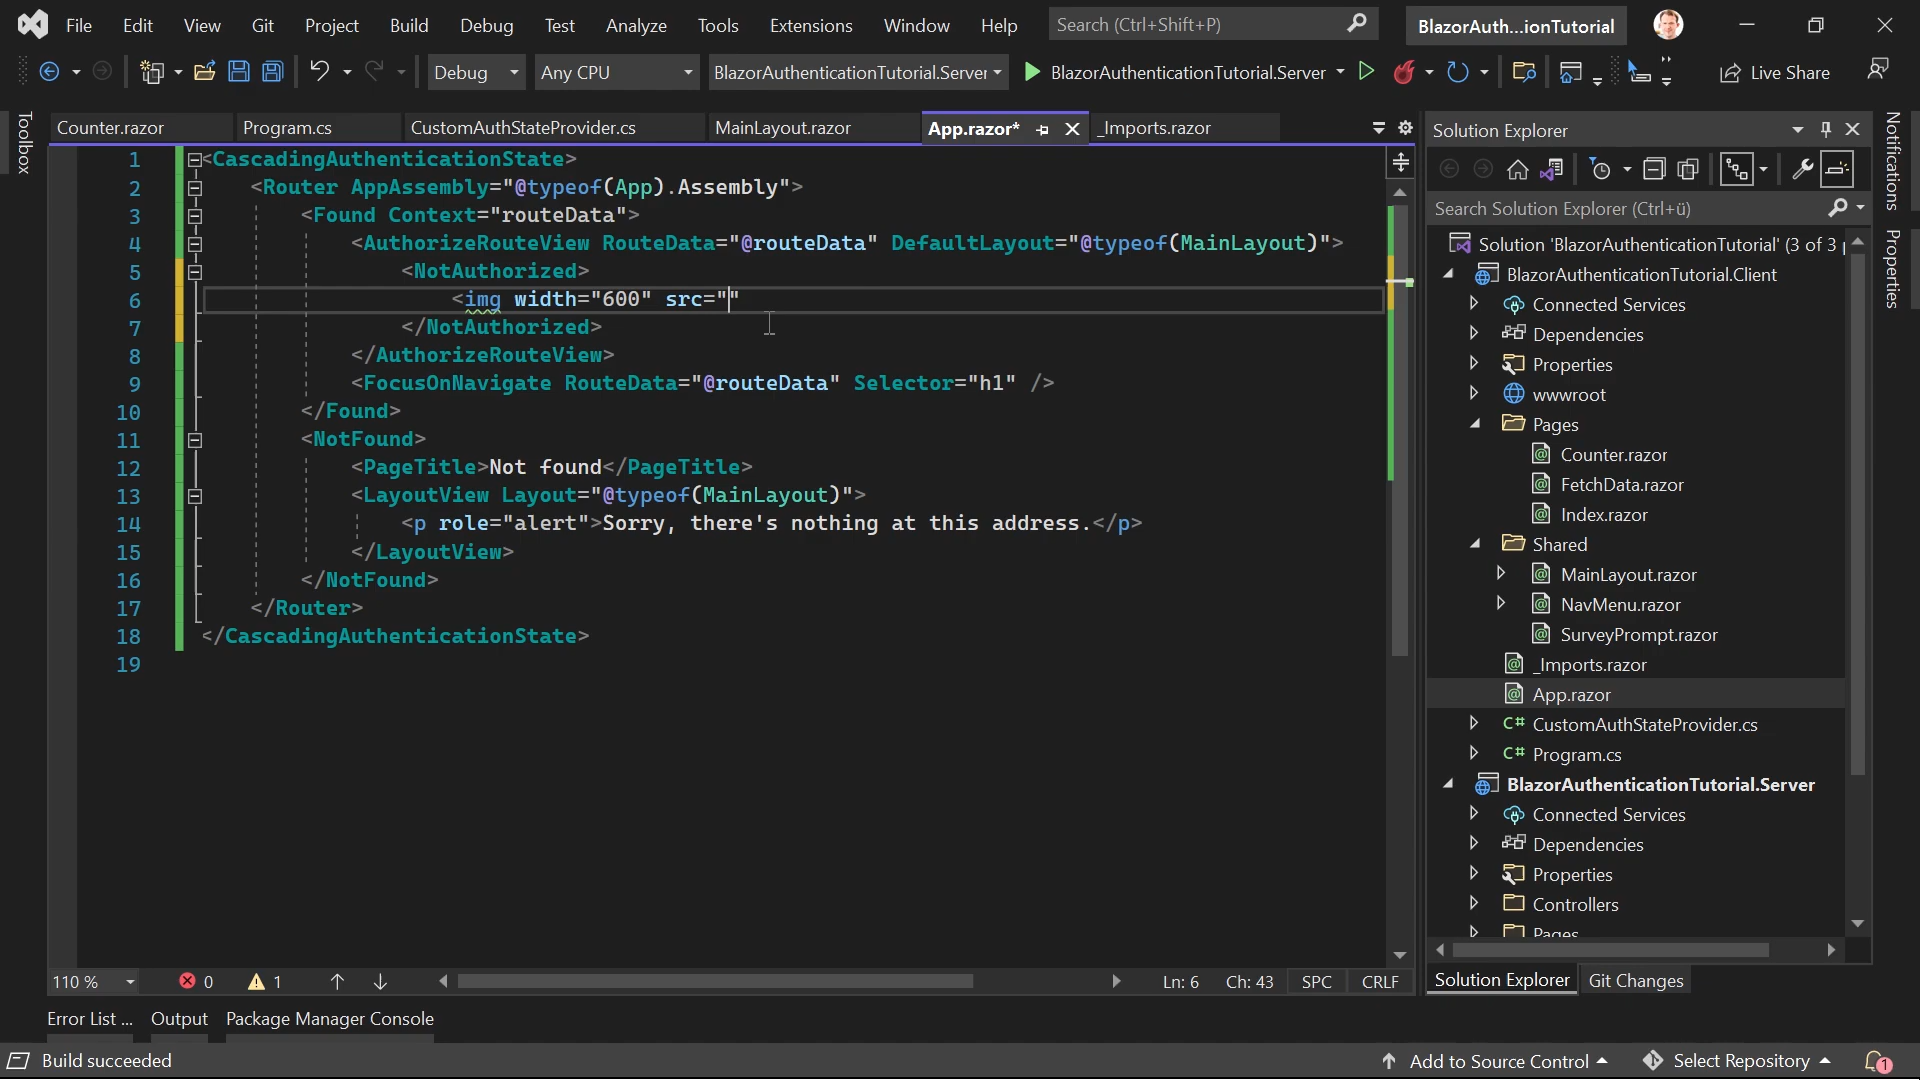 File Edit View Git Project Build Debug Test Analyze Tools Extensions Window Help Search (Ctrl+Shift+P) BlazorAuth...ionTutorial
Debug Any CPU BlazorAuthenticationTutorial.Server BlazorAuthenticationTutorial.Server Live Share
Toolbox
Counter.razor Program.cs CustomAuthStateProvider.cs MainLayout.razor App.razor* _Imports.razor
1 <CascadingAuthenticationState>
2 <Router AppAssembly="@typeof(App).Assembly">
3 <Found Context="routeData">
4 <AuthorizeRouteView RouteData="@routeData" DefaultLayout="@typeof(MainLayout)">
5 <NotAuthorized>
6 <img width="600" src=""
7 </NotAuthorized>
8 </AuthorizeRouteView>
9 <FocusOnNavigate RouteData="@routeData" Selector="h1" />
10 </Found>
11 <NotFound>
12 <PageTitle>Not found</PageTitle>
13 <LayoutView Layout="@typeof(MainLayout)">
14 <p role="alert">Sorry, there's nothing at this address.</p>
15 </LayoutView>
16 </NotFound>
17 </Router>
18 </CascadingAuthenticationState>
19
110 % 0 1 Ln: 6 Ch: 43 SPC CRLF
Solution Explorer
Search Solution Explorer (Ctrl+ü)
Solution 'BlazorAuthenticationTutorial' (3 of 3 p
BlazorAuthenticationTutorial.Client
Connected Services
Dependencies
Properties
wwwroot
Pages
Counter.razor
FetchData.razor
Index.razor
Shared
MainLayout.razor
NavMenu.razor
SurveyPrompt.razor
_Imports.razor
App.razor
C# CustomAuthStateProvider.cs
C# Program.cs
BlazorAuthenticationTutorial.Server
Connected Services
Dependencies
Properties
Controllers
Pages
Solution Explorer Git Changes
Notifications
Properties
Error List ... Output Package Manager Console
Build succeeded Add to Source Control Select Repository 1